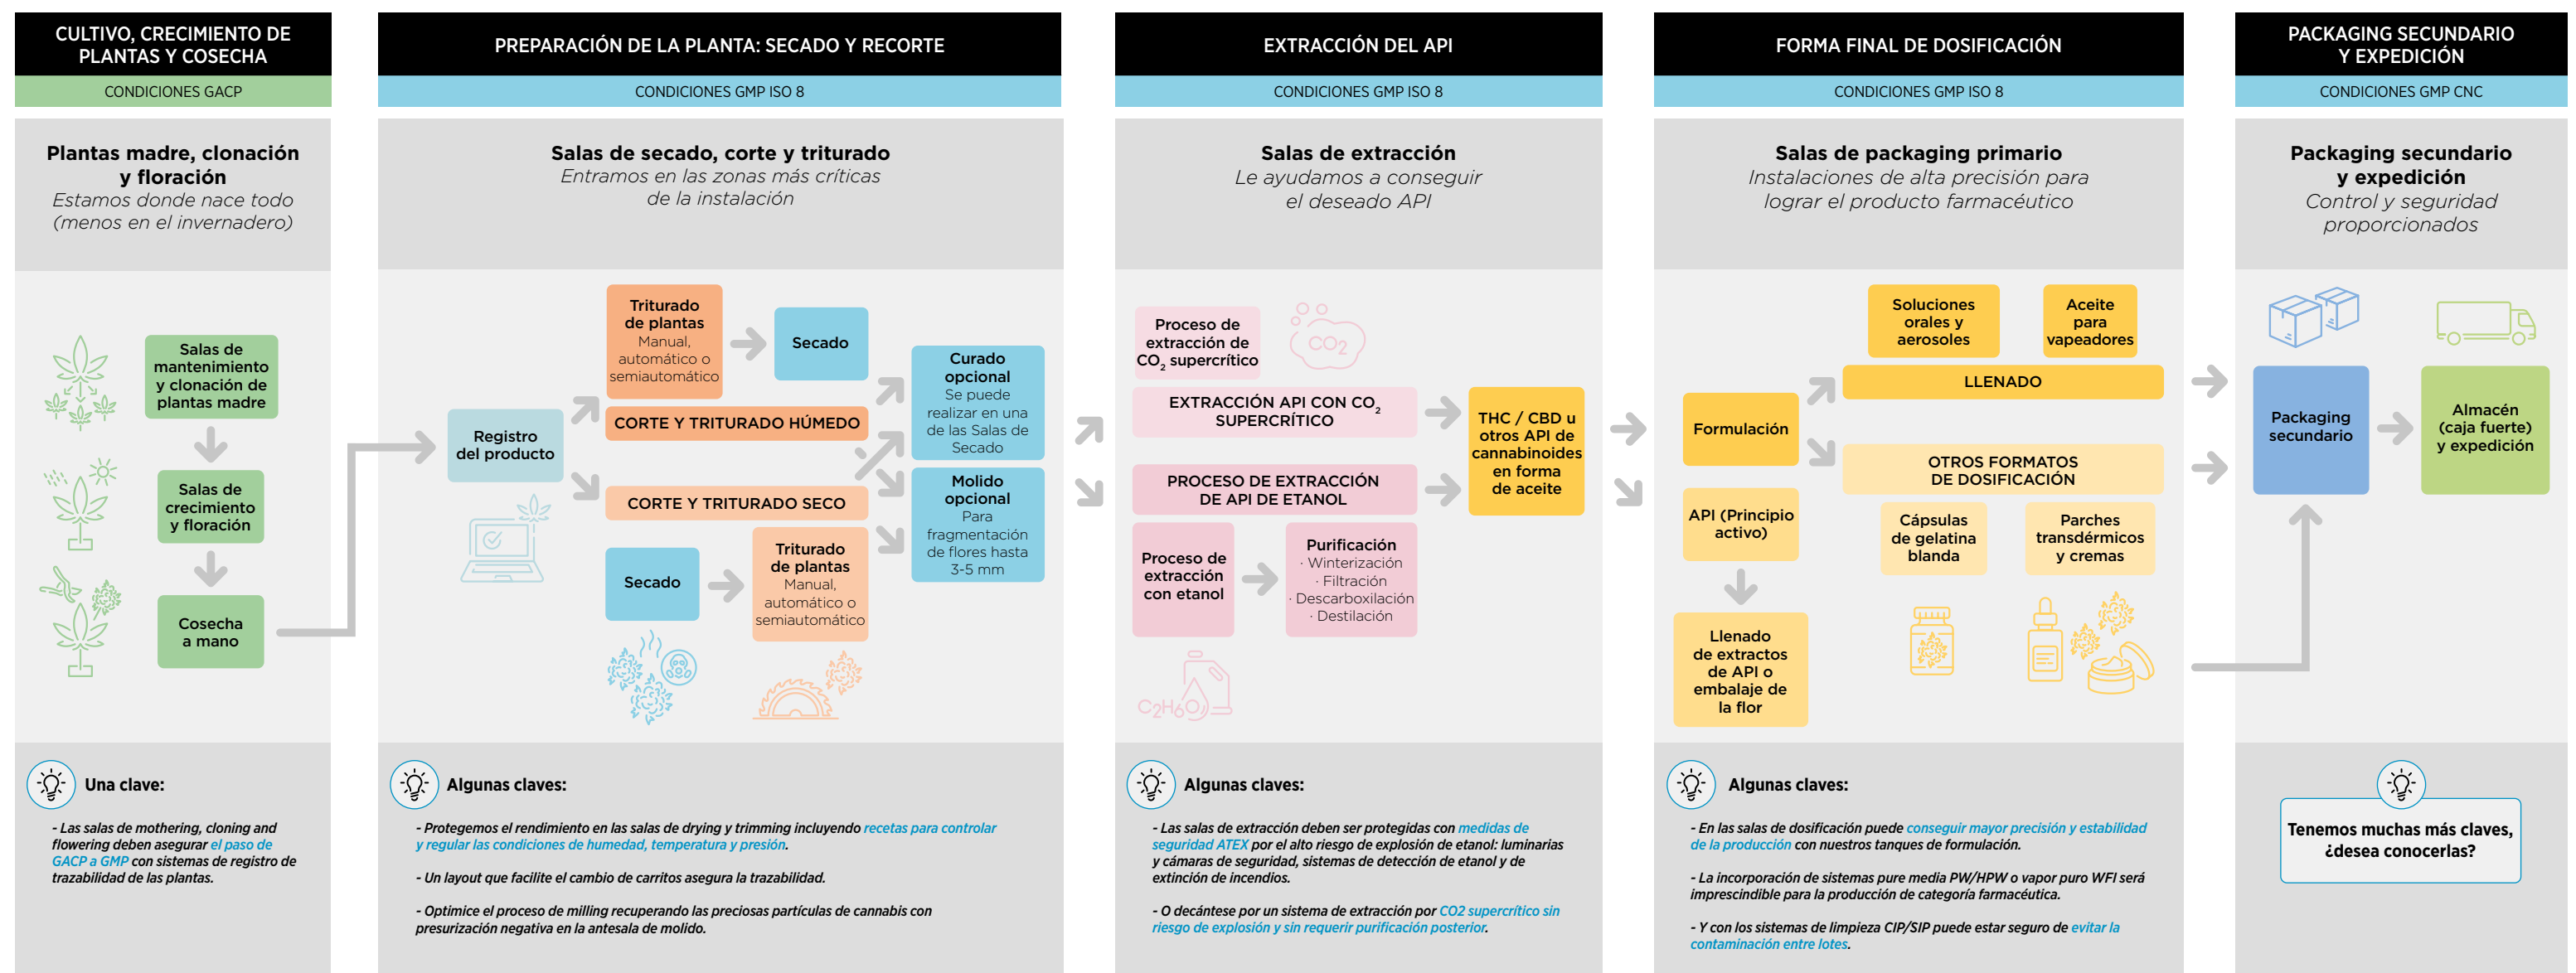 CULTIVO, CRECIMIENTO DE
PLANTAS Y COSECHA
CONDICIONES GACP
Plantas madre, clonación
y floración
Estamos donde nace todo
(menos en el invernadero)
Salas de
mantenimiento
y clonación de
plantas madre
Salas de
crecimiento
y floración
Cosecha
a mano
Una clave:
- Las salas de mothering, cloning and
flowering deben asegurar el paso de
GACP a GMP con sistemas de registro de
trazabilidad de las plantas.
PREPARACIÓN DE LA PLANTA: SECADO Y RECORTE
CONDICIONES GMP ISO 8
Salas de secado, corte y triturado
Entramos en las zonas más críticas
de la instalación
Registro
del producto
Triturado
de plantas
Manual,
automático o
semiautomático
Secado
CORTE Y TRITURADO HÚMEDO
CORTE Y TRITURADO SECO
Secado
Triturado
de plantas
Manual,
automático o
semiautomático
Curado
opcional
Se puede
realizar en una
de las Salas de
Secado
Molido
opcional
Para
fragmentación
de flores hasta
3-5 mm
Algunas claves:
- Protegemos el rendimiento en las salas de drying y trimming incluyendo recetas para controlar
y regular las condiciones de humedad, temperatura y presión.
- Un layout que facilite el cambio de carritos asegura la trazabilidad.
- Optimice el proceso de milling recuperando las preciosas partículas de cannabis con
presurización negativa en la antesala de molido.
EXTRACCIÓN DEL API
CONDICIONES GMP ISO 8
Salas de extracción
Le ayudamos a conseguir
el deseado API
Proceso de
extracción de
CO₂ supercrítico
CO2
EXTRACCIÓN API CON CO₂
SUPERCRÍTICO
PROCESO DE EXTRACCIÓN
DE API DE ETANOL
Proceso de
extracción
con etanol
Purificación
· Winterización
· Filtración
· Descarboxilación
· Destilación
C2H6O
THC / CBD u
otros API de
cannabinoides
en forma
de aceite
Algunas claves:
- Las salas de extracción deben ser protegidas con medidas de
seguridad ATEX por el alto riesgo de explosión de etanol: luminarias
y cámaras de seguridad, sistemas de detección de etanol y de
extinción de incendios.
- O decántese por un sistema de extracción por CO2 supercrítico sin
riesgo de explosión y sin requerir purificación posterior.
FORMA FINAL DE DOSIFICACIÓN
CONDICIONES GMP ISO 8
Salas de packaging primario
Instalaciones de alta precisión para
lograr el producto farmacéutico
Formulación
API (Principio
activo)
Llenado
de extractos
de API o
embalaje de
la flor
Soluciones
orales y
aerosoles
Aceite
para
vapeadores
LLENADO
OTROS FORMATOS
DE DOSIFICACIÓN
Cápsulas
de gelatina
blanda
Parches
transdérmicos
y cremas
Algunas claves:
- En las salas de dosificación puede conseguir mayor precisión y estabilidad
de la producción con nuestros tanques de formulación.
- La incorporación de sistemas pure media PW/HPW o vapor puro WFI será
imprescindible para la producción de categoría farmacéutica.
- Y con los sistemas de limpieza CIP/SIP puede estar seguro de evitar la
contaminación entre lotes.
PACKAGING SECUNDARIO
Y EXPEDICIÓN
CONDICIONES GMP CNC
Packaging secundario
y expedición
Control y seguridad
proporcionados
Packaging
secundario
Almacén
(caja fuerte)
y expedición
Tenemos muchas más claves,
¿desea conocerlas?